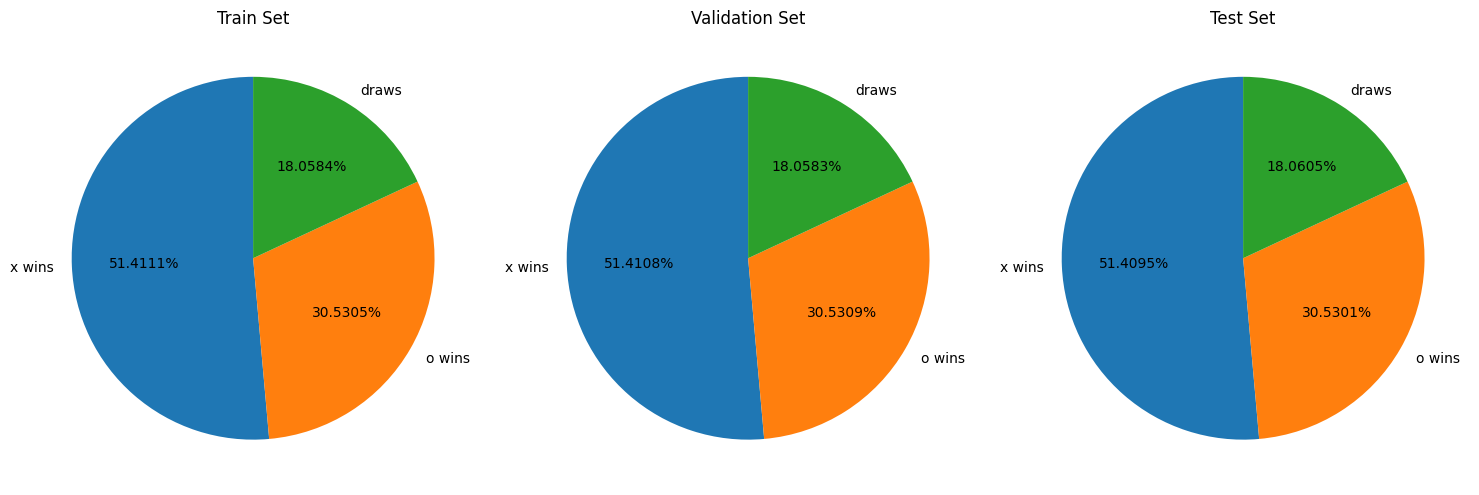 Train Set
draws
18.0584%
x wins
51.4111%
30.5305%
o wins
Validation Set
draws
18.0583%
x wins
51.4108%
30.5309%
o wins
Test Set
draws
18.0605%
x wins
51.4095%
30.5301%
o wins